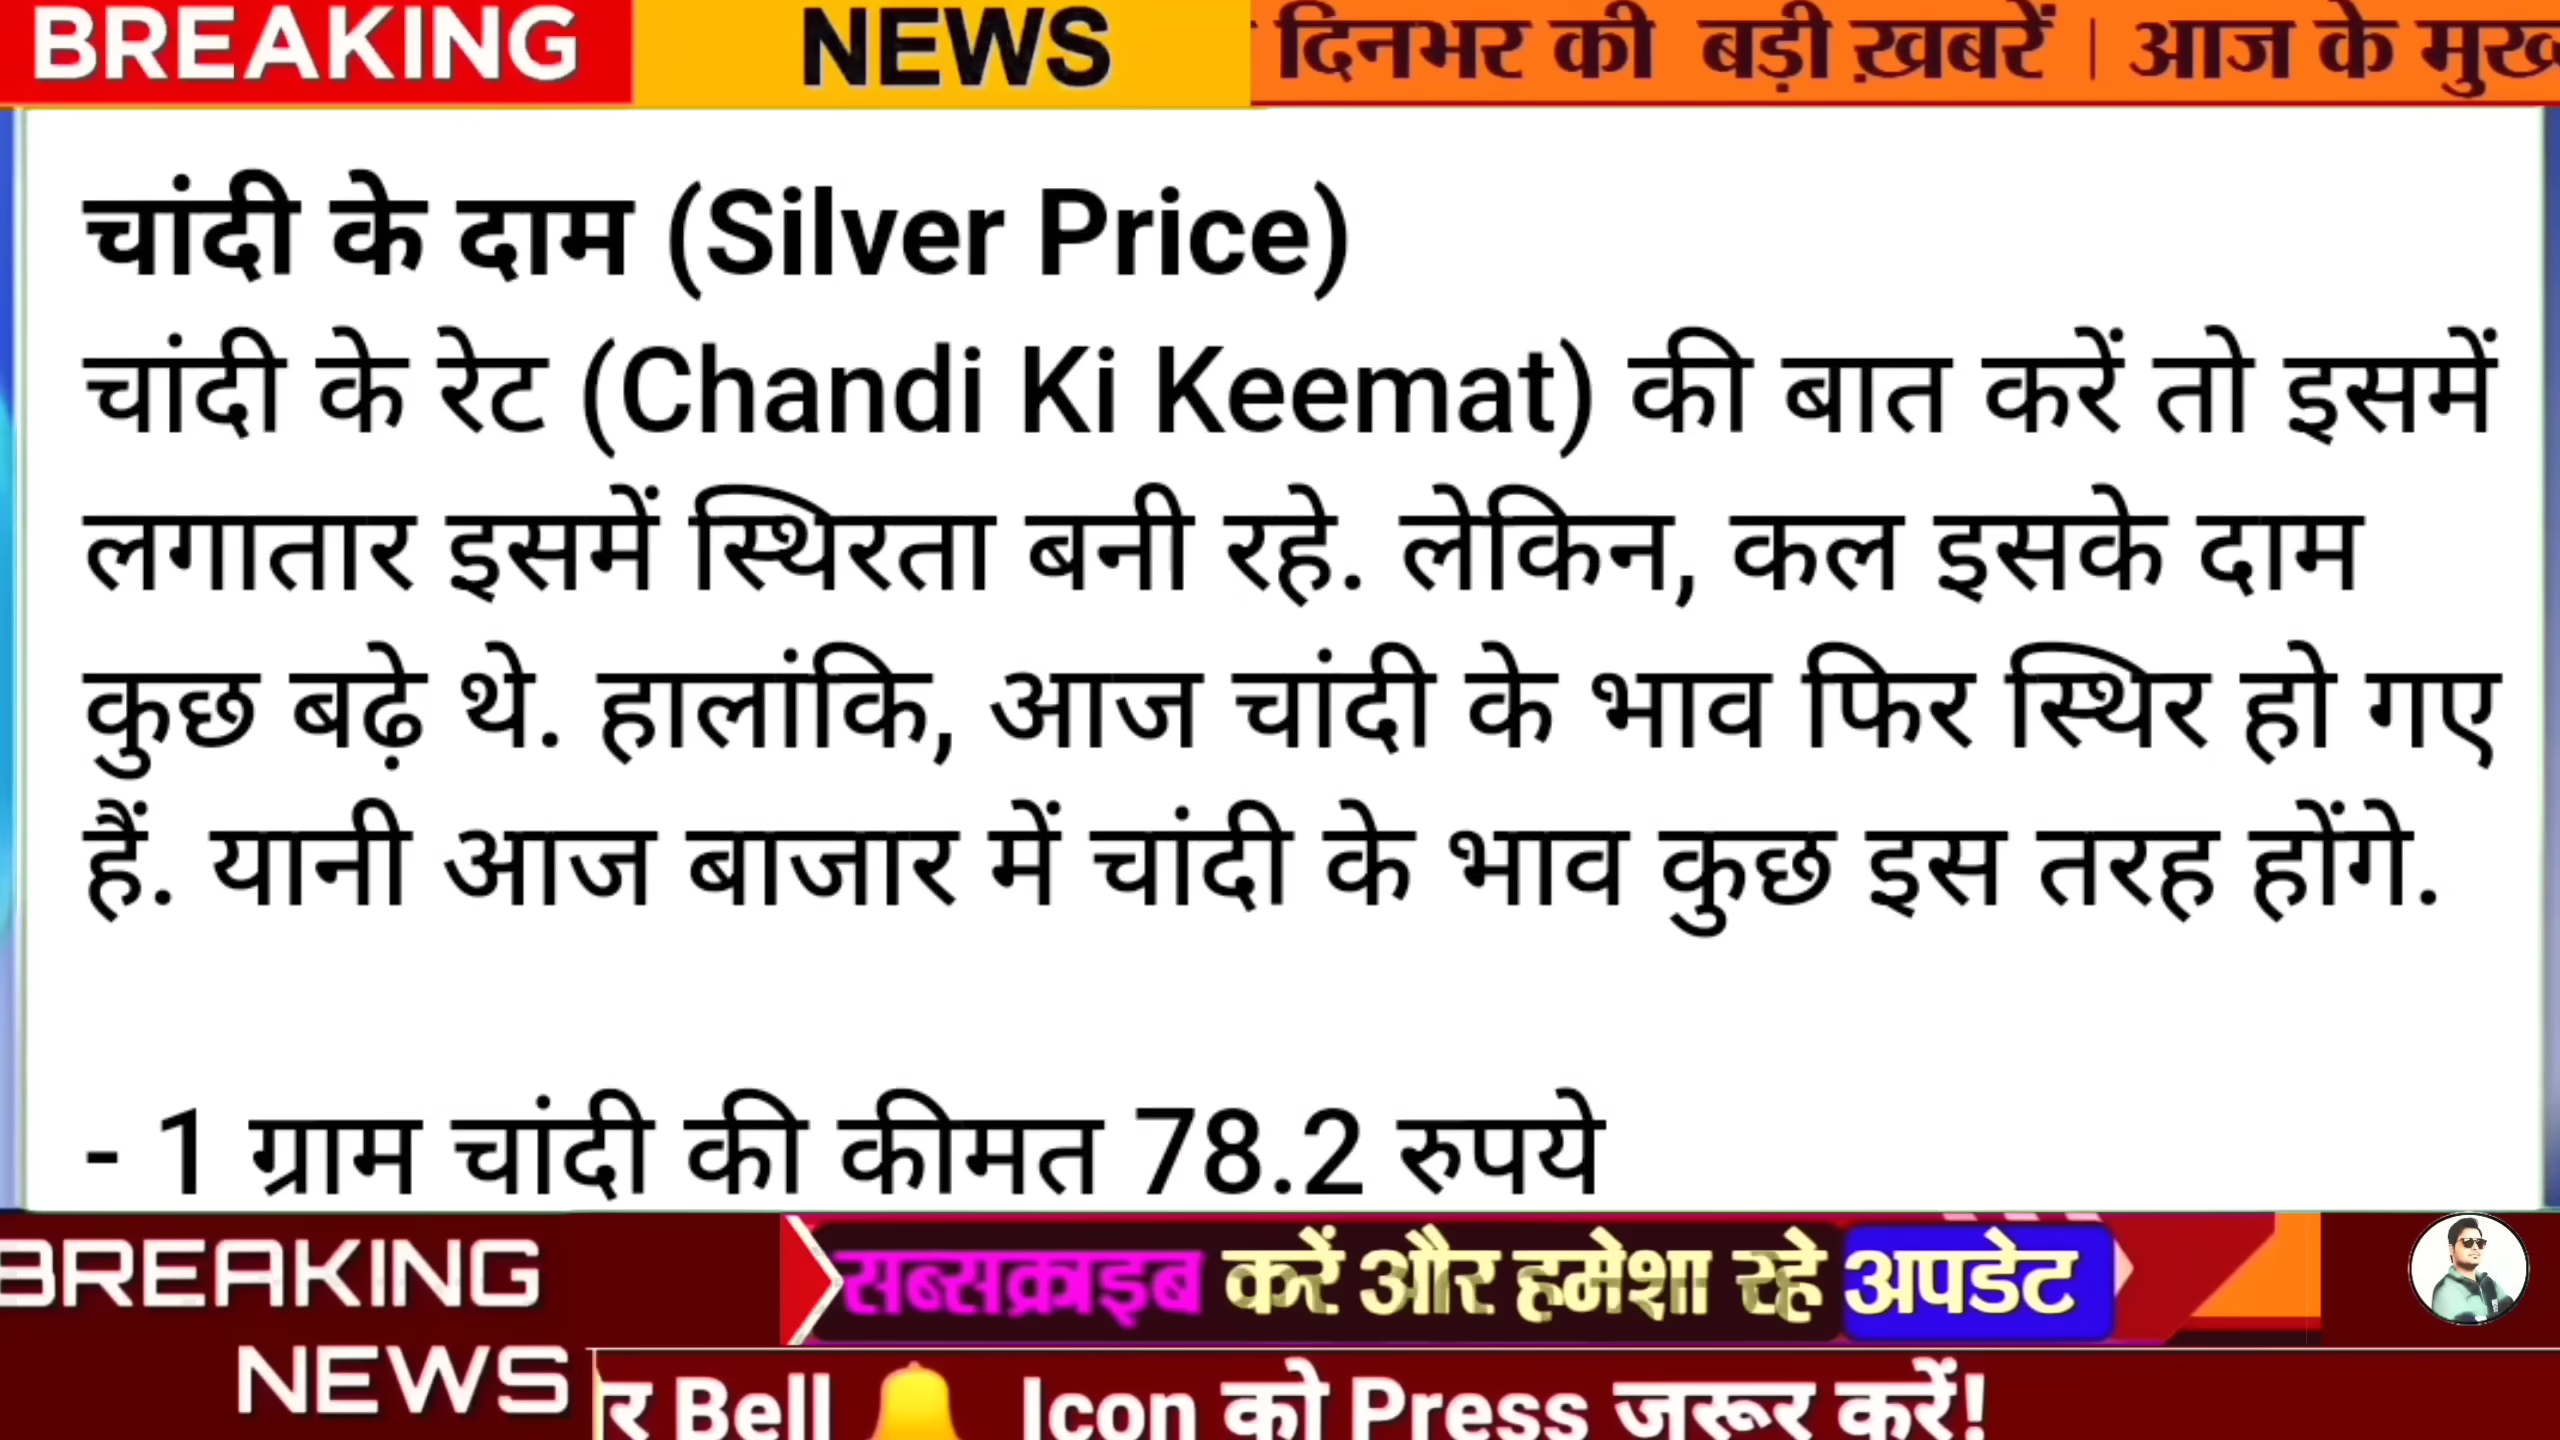 BREAKING NEWS दिनभर की बड़ी ख़बरें | आज के
चांदी के दाम (Silver Price)
चांदी के रेट (Chandi Ki Keemat) की बात करें तो इसमें
लगातार इसमें स्थिरता बनी रहे. लेकिन, कल इसके दाम
कुछ बढ़े थे. हालांकि, आज चांदी के भाव फिर स्थिर हो गए
हैं. यानी आज बाजार में चांदी के भाव कुछ इस तरह होंगे.
- 1 ग्राम चांदी की कीमत 78.2 रुपये
BREAKING
NEWS
सब्सक्राइब करें और हमेशा रहे अपडेट
र Bell 🔔 Icon को Press जरूर करें!